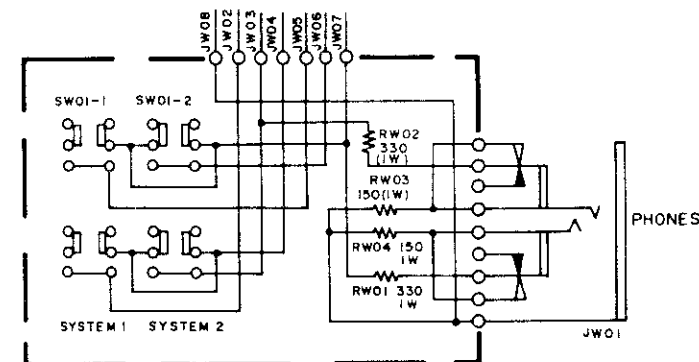 JW08
JW02
JW03
JW04
JW05
JW06
JW07
SW01-1 SW01-2
RW02
330
(1W)
RW03
150(1W)
PHONES
RW04 150
1W
RW01 330
1W
SYSTEM 1 SYSTEM 2
JW01